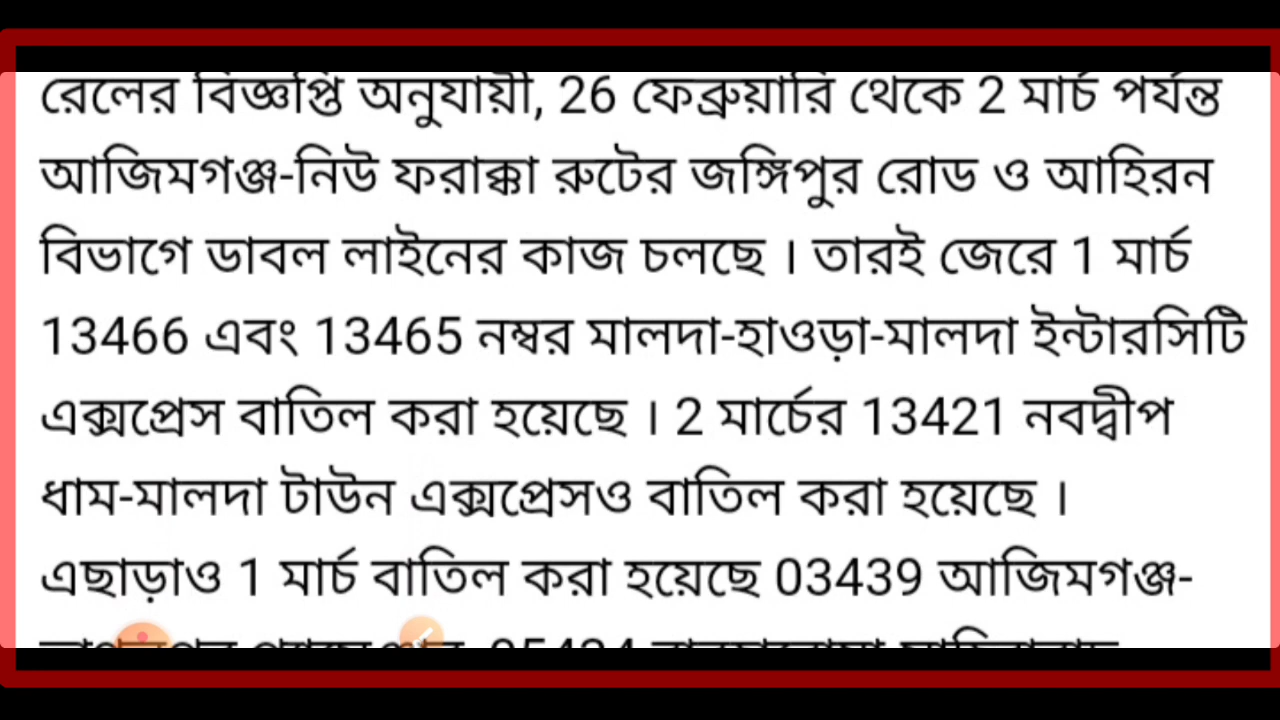 রেলের বিজ্ঞপ্তি অনুযায়ী, 26 ফেব্রুয়ারি থেকে 2 মার্চ পর্যন্ত
আজিমগঞ্জ-নিউ ফরাক্কা রুটের জঙ্গিপুর রোড ও আহিরন
বিভাগে ডাবল লাইনের কাজ চলছে । তারই জেরে 1 মার্চ
13466 এবং 13465 নম্বর মালদা-হাওড়া-মালদা ইন্টারসিটি
এক্সপ্রেস বাতিল করা হয়েছে । 2 মার্চের 13421 নবদ্বীপ
ধাম-মালদা টাউন এক্সপ্রেসও বাতিল করা হয়েছে ।
এছাড়াও 1 মার্চ বাতিল করা হয়েছে 03439 আজিমগঞ্জ-